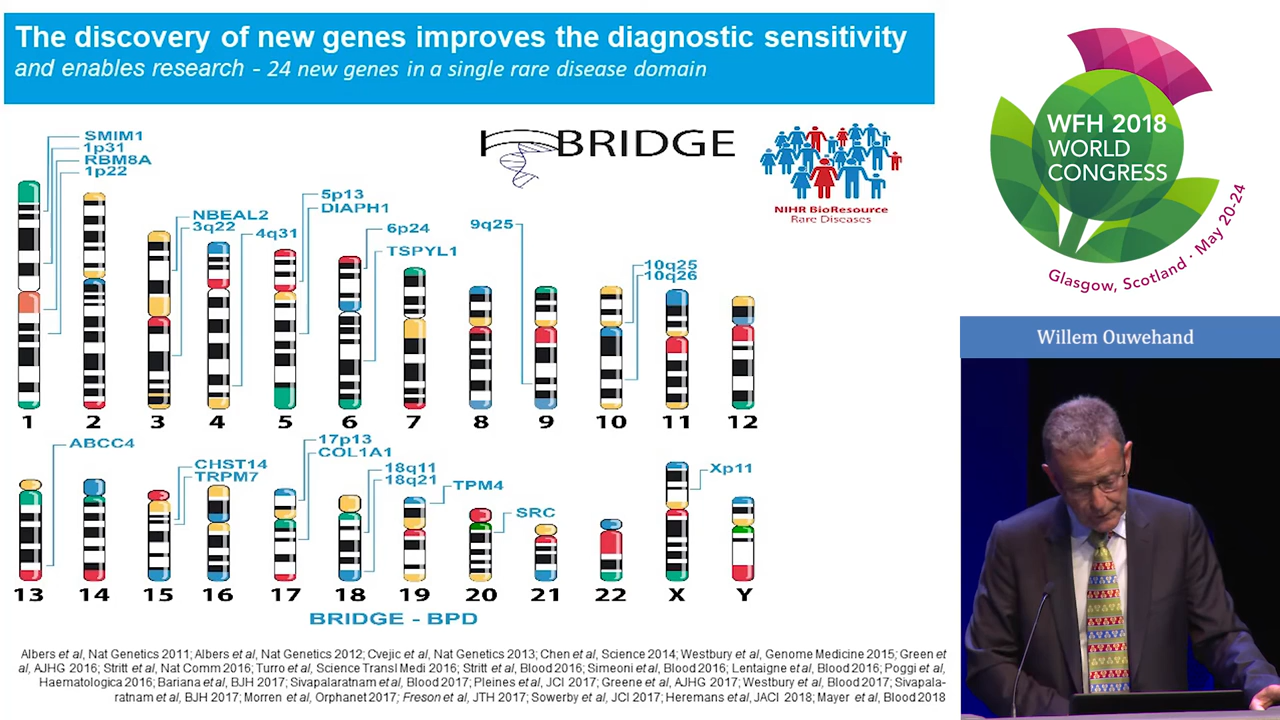 The discovery of new genes improves the diagnostic sensitivity
and enables research - 24 new genes in a single rare disease domain
BRIDGE
NIHR BioResource
Rare Diseases
SMIM1
1p31
RBM8A
1p22
NBEAL2
3q22
4q31
5p13
DIAPH1
6p24
TSPYL1
9q25
10q25
10q26
1 2 3 4 5 6 7 8 9 10 11 12
ABCC4
CHST14
TRPM7
17p13
COL1A1
18q11
18q21
TPM4
SRC
Xp11
13 14 15 16 17 18 19 20 21 22 X Y
BRIDGE - BPD
Albers et al, Nat Genetics 2011; Albers et al, Nat Genetics 2012; Cvejic et al, Nat Genetics 2013; Chen et al, Science 2014; Westbury et al, Genome Medicine 2015; Green et
al, AJHG 2016; Stritt et al, Nat Comm 2016; Turro et al, Science Transl Medi 2016; Stritt et al, Blood 2016; Simeoni et al, Blood 2016; Lentaigne et al, Blood 2016; Poggi et al,
Haematologica 2016; Bariana et al, BJH 2017; Sivapalaratnam et al, Blood 2017; Pleines et al, JCI 2017; Greene et al, AJHG 2017; Westbury et al, Blood 2017; Sivapala-
ratnam et al, BJH 2017; Morren et al, Orphanet 2017; Freson et al, JTH 2017; Sowerby et al, JCI 2017; Heremans et al, JACI 2018; Mayer et al, Blood 2018
WFH 2018
WORLD
CONGRESS
Glasgow, Scotland · May 20-24
Willem Ouwehand